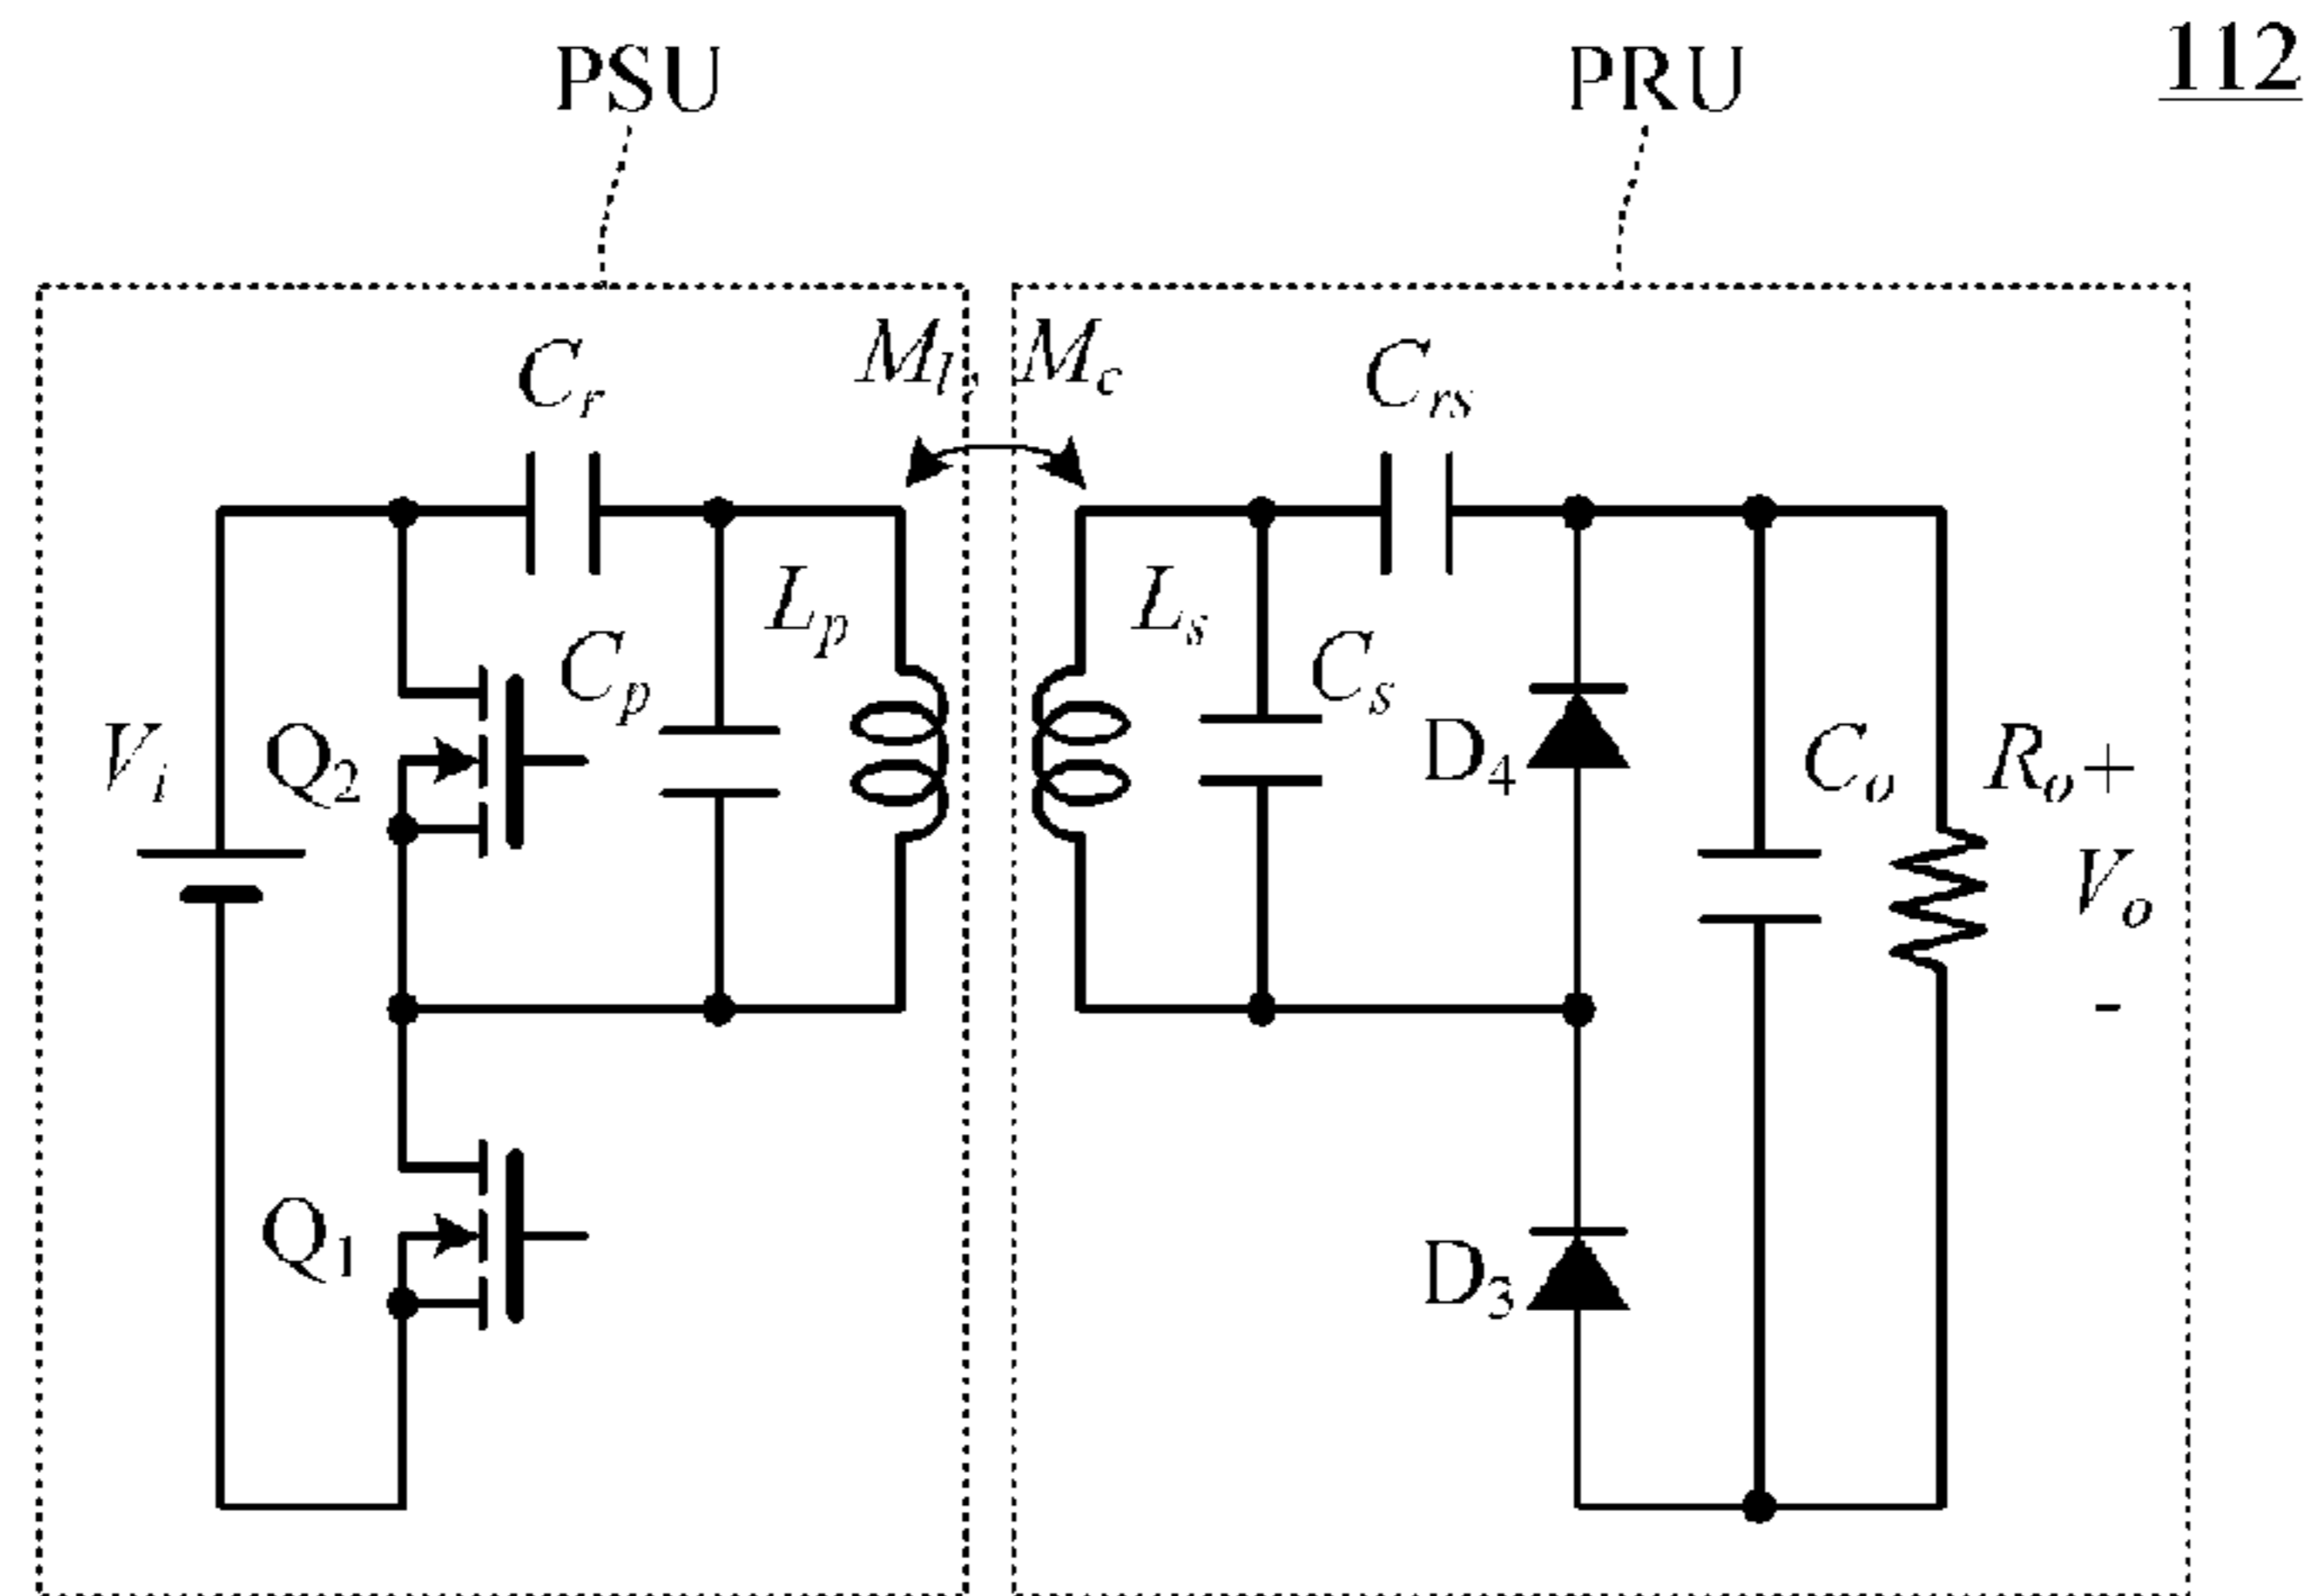 PSU PRU 112
M_l, M_c
C_r C_rs
L_p L_s
C_p C_s
V_i Q_2 D_4 C_o R_o +
V_o
-
Q_1 D_3